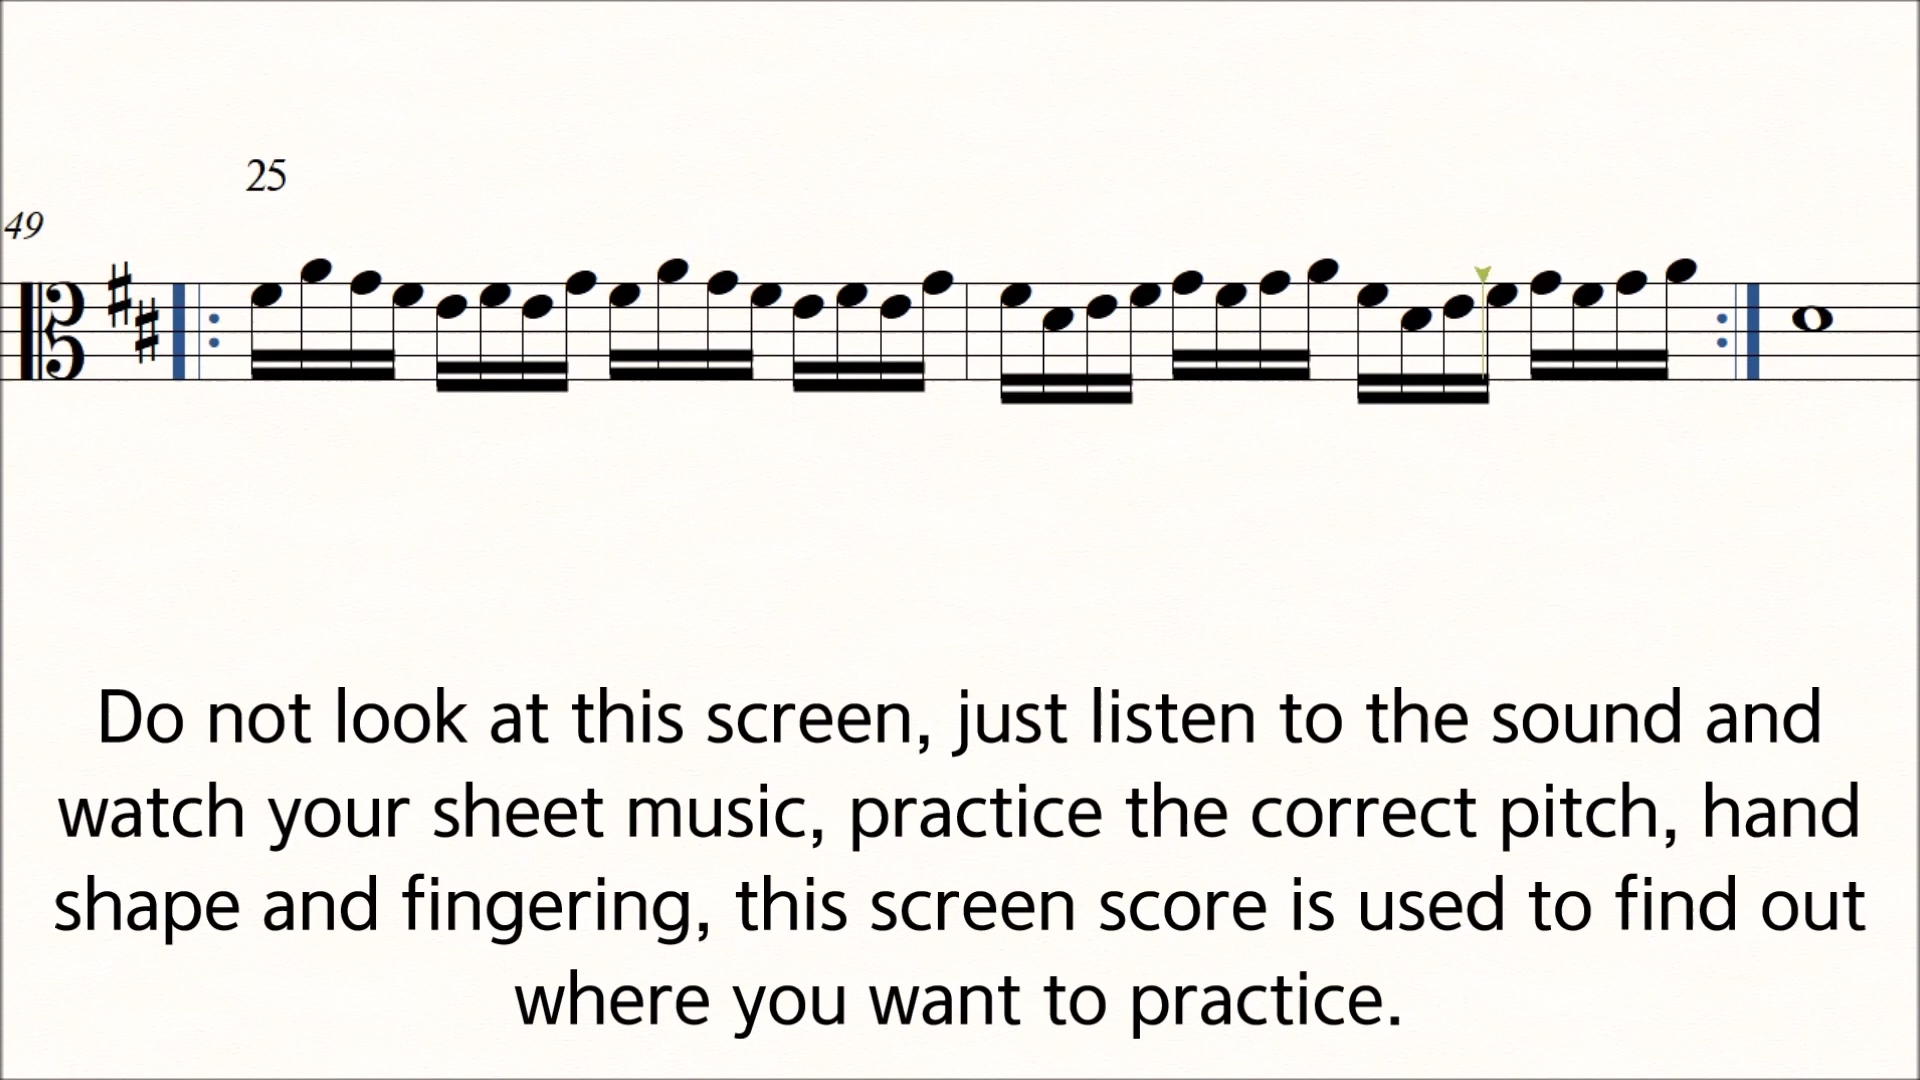 25
49
Do not look at this screen, just listen to the sound and
watch your sheet music, practice the correct pitch, hand
shape and fingering, this screen score is used to find out
where you want to practice.